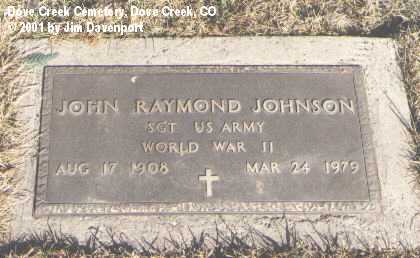 Dove Creek Cemetery, Dove Creek, CO
© 2001 by Jim Davenport
JOHN RAYMOND JOHNSON
SGT US ARMY
WORLD WAR II
AUG 17 1908 MAR 24 1979